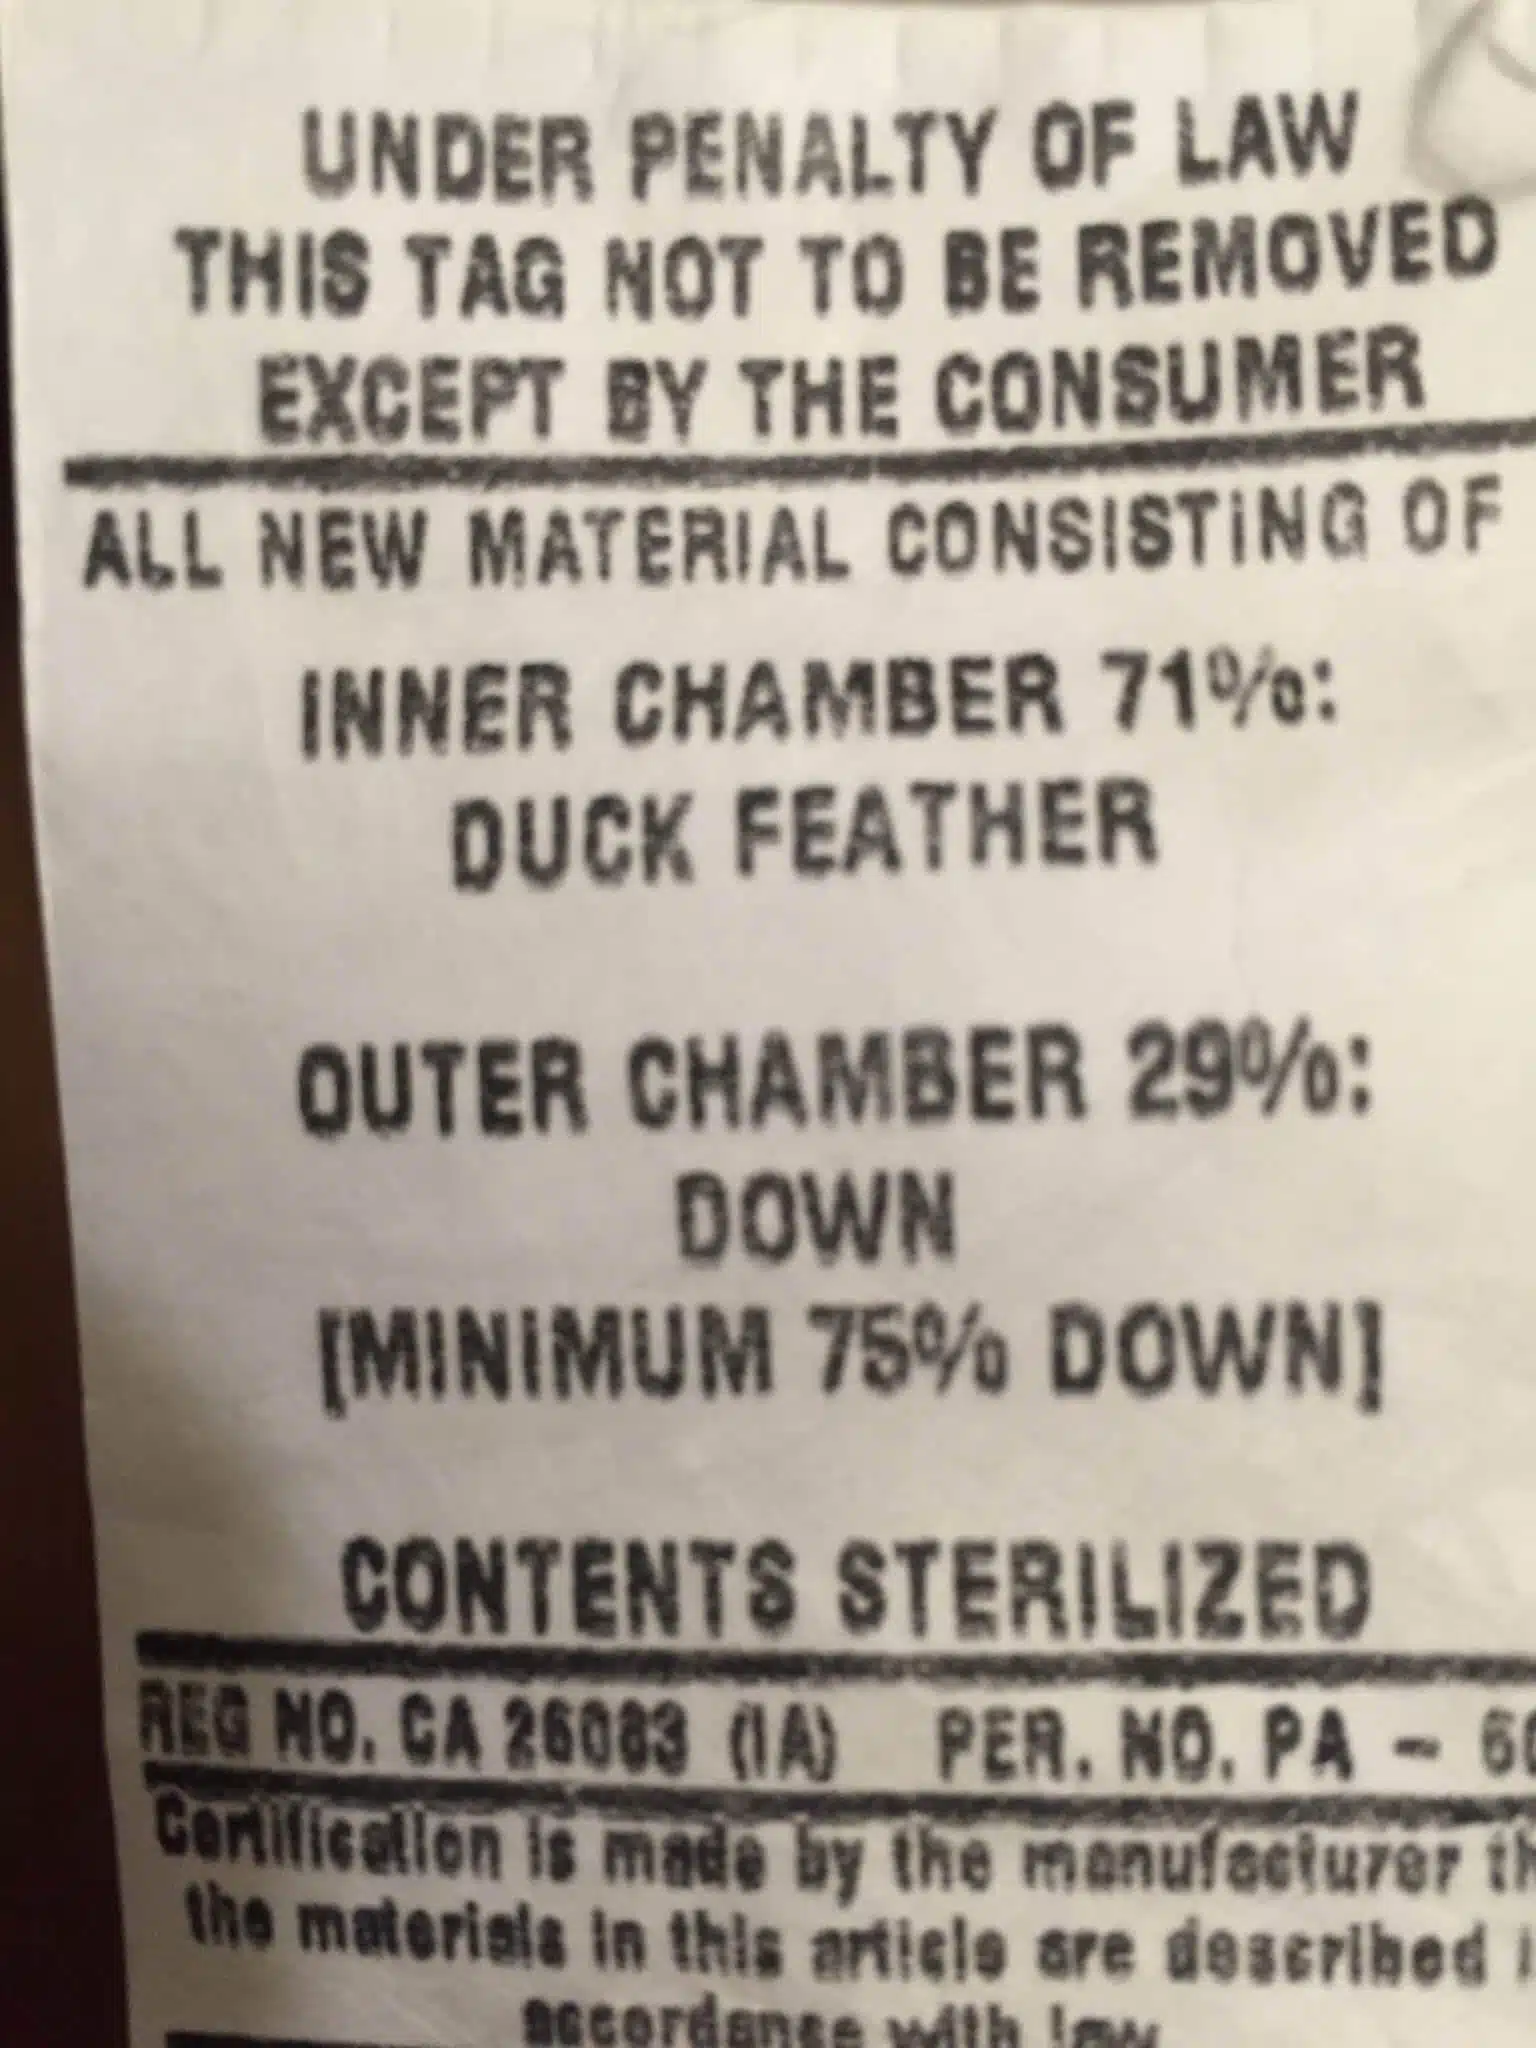 UNDER PENALTY OF LAW
THIS TAG NOT TO BE REMOVED
EXCEPT BY THE CONSUMER
ALL NEW MATERIAL CONSISTING OF
INNER CHAMBER 71%:
DUCK FEATHER
OUTER CHAMBER 29%:
DOWN
[MINIMUM 75% DOWN]
CONTENTS STERILIZED
REG NO. CA 26083 (IA) PER. NO. PA -
Certification is made by the manufacturer
the materials in this article are described
accordance with law